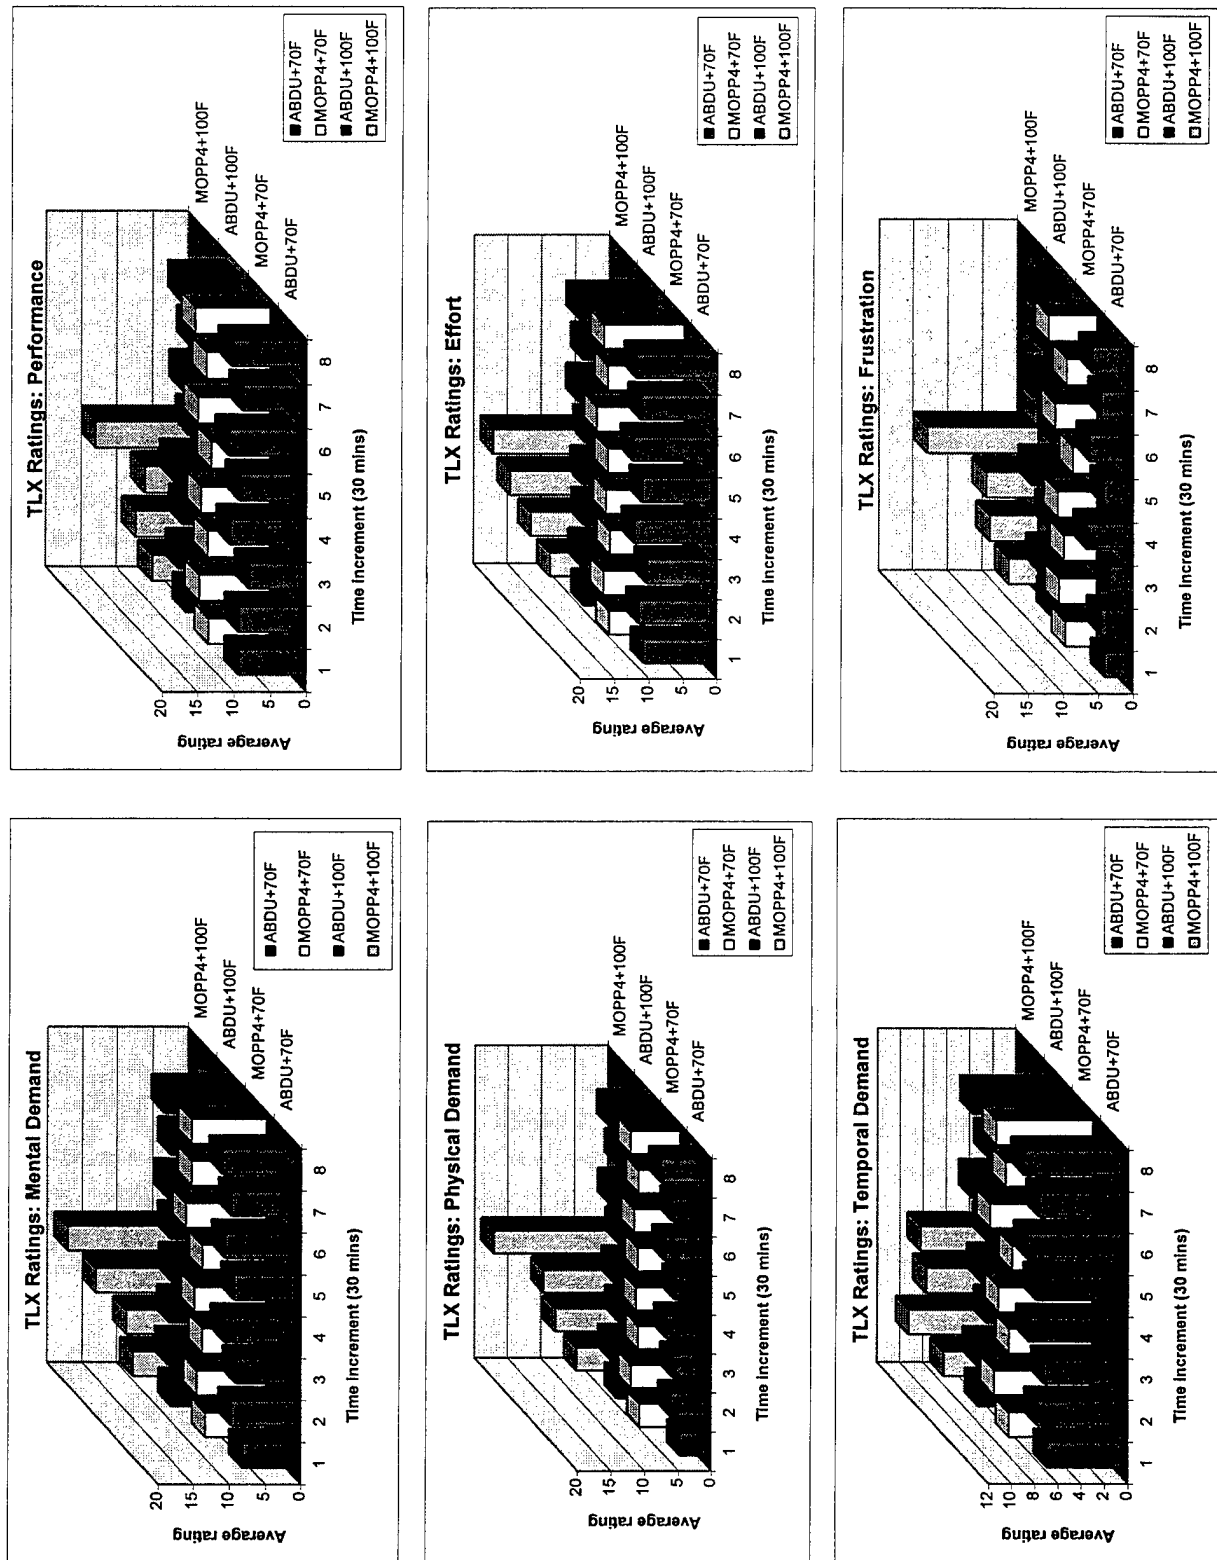 TLX Ratings: Mental Demand
Average rating
20
15
10
5
0
1
2
3
4
5
6
7
8
Time Increment (30 mins)
MOPP4+100F
ABDU+100F
MOPP4+70F
ABDU+70F
ABDU+70F
MOPP4+70F
ABDU+100F
MOPP4+100F
TLX Ratings: Performance
Average rating
20
15
10
5
0
1
2
3
4
5
6
7
8
Time Increment (30 mins)
MOPP4+100F
ABDU+100F
MOPP4+70F
ABDU+70F
ABDU+70F
MOPP4+70F
ABDU+100F
MOPP4+100F
TLX Ratings: Physical Demand
Average rating
20
15
10
5
0
1
2
3
4
5
6
7
8
Time Increment (30 mins)
MOPP4+100F
ABDU+100F
MOPP4+70F
ABDU+70F
ABDU+70F
MOPP4+70F
ABDU+100F
MOPP4+100F
TLX Ratings: Effort
Average rating
20
15
10
5
0
1
2
3
4
5
6
7
8
Time Increment (30 mins)
MOPP4+100F
ABDU+100F
MOPP4+70F
ABDU+70F
ABDU+70F
MOPP4+70F
ABDU+100F
MOPP4+100F
TLX Ratings: Temporal Demand
Average rating
12
10
8
6
4
2
0
1
2
3
4
5
6
7
8
Time Increment (30 mins)
MOPP4+100F
ABDU+100F
MOPP4+70F
ABDU+70F
ABDU+70F
MOPP4+70F
ABDU+100F
MOPP4+100F
TLX Ratings: Frustration
Average rating
20
15
10
5
0
1
2
3
4
5
6
7
8
Time Increment (30 mins)
MOPP4+100F
ABDU+100F
MOPP4+70F
ABDU+70F
ABDU+70F
MOPP4+70F
ABDU+100F
MOPP4+100F